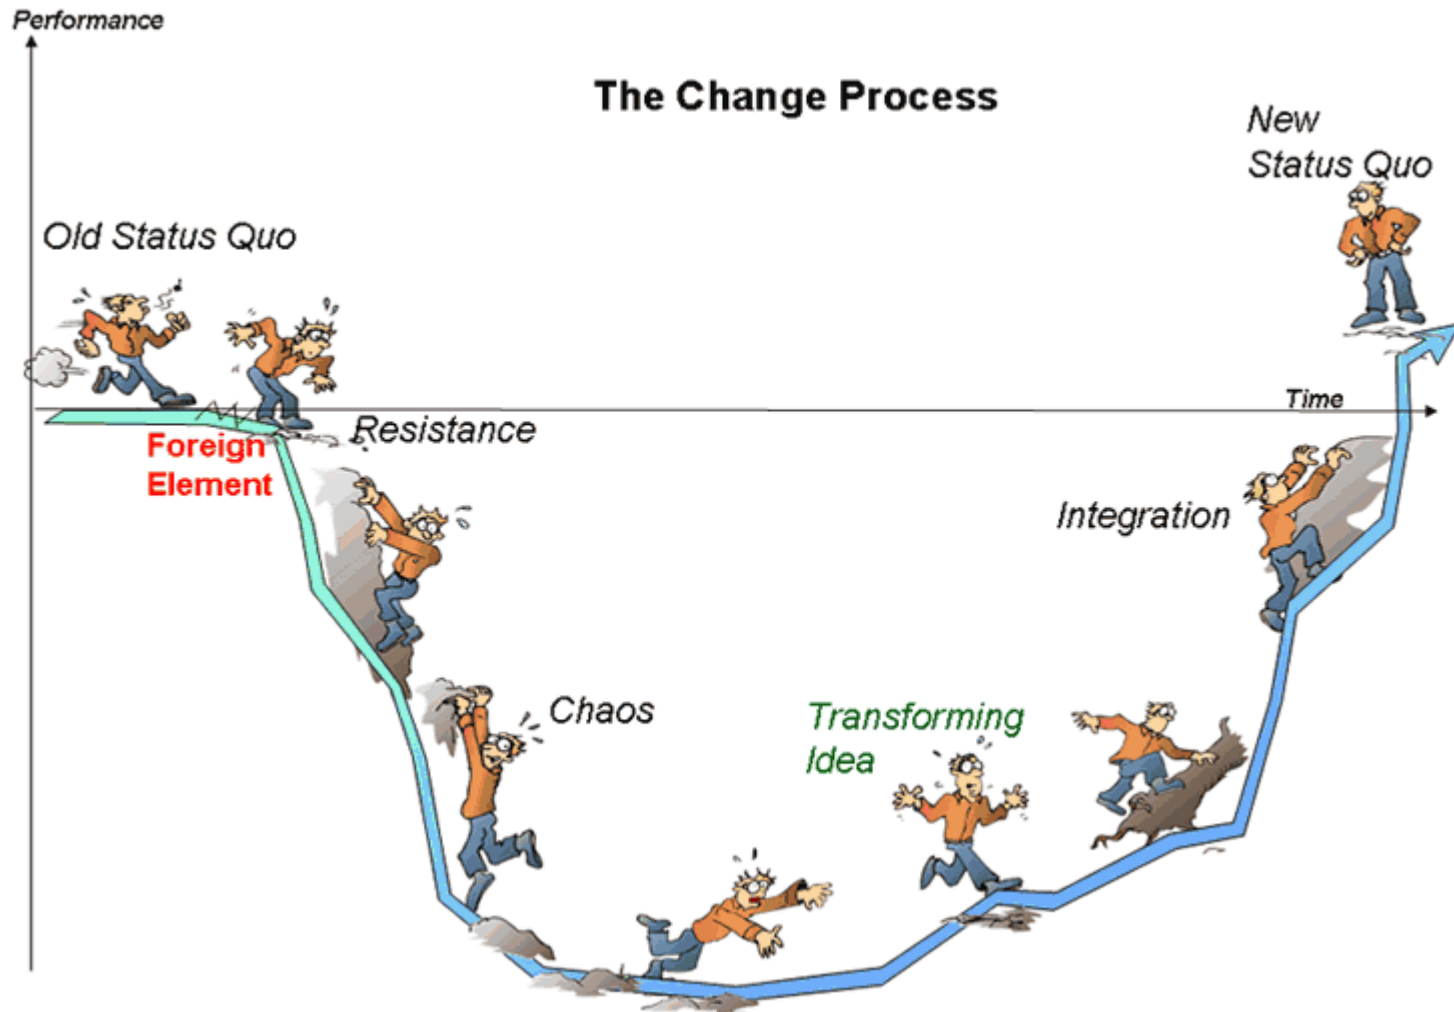 Performance
The Change Process
New
Status Quo
Old Status Quo
Time
Foreign
Element
Resistance
Integration
Chaos
Transforming
Idea